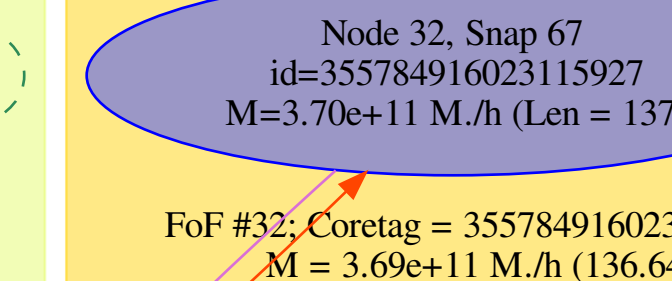 Node 32, Snap 67
id=355784916023115927
M=3.70e+11 M./h (Len = 137
FoF #32; Coretag = 355784916023
M = 3.69e+11 M./h (136.64